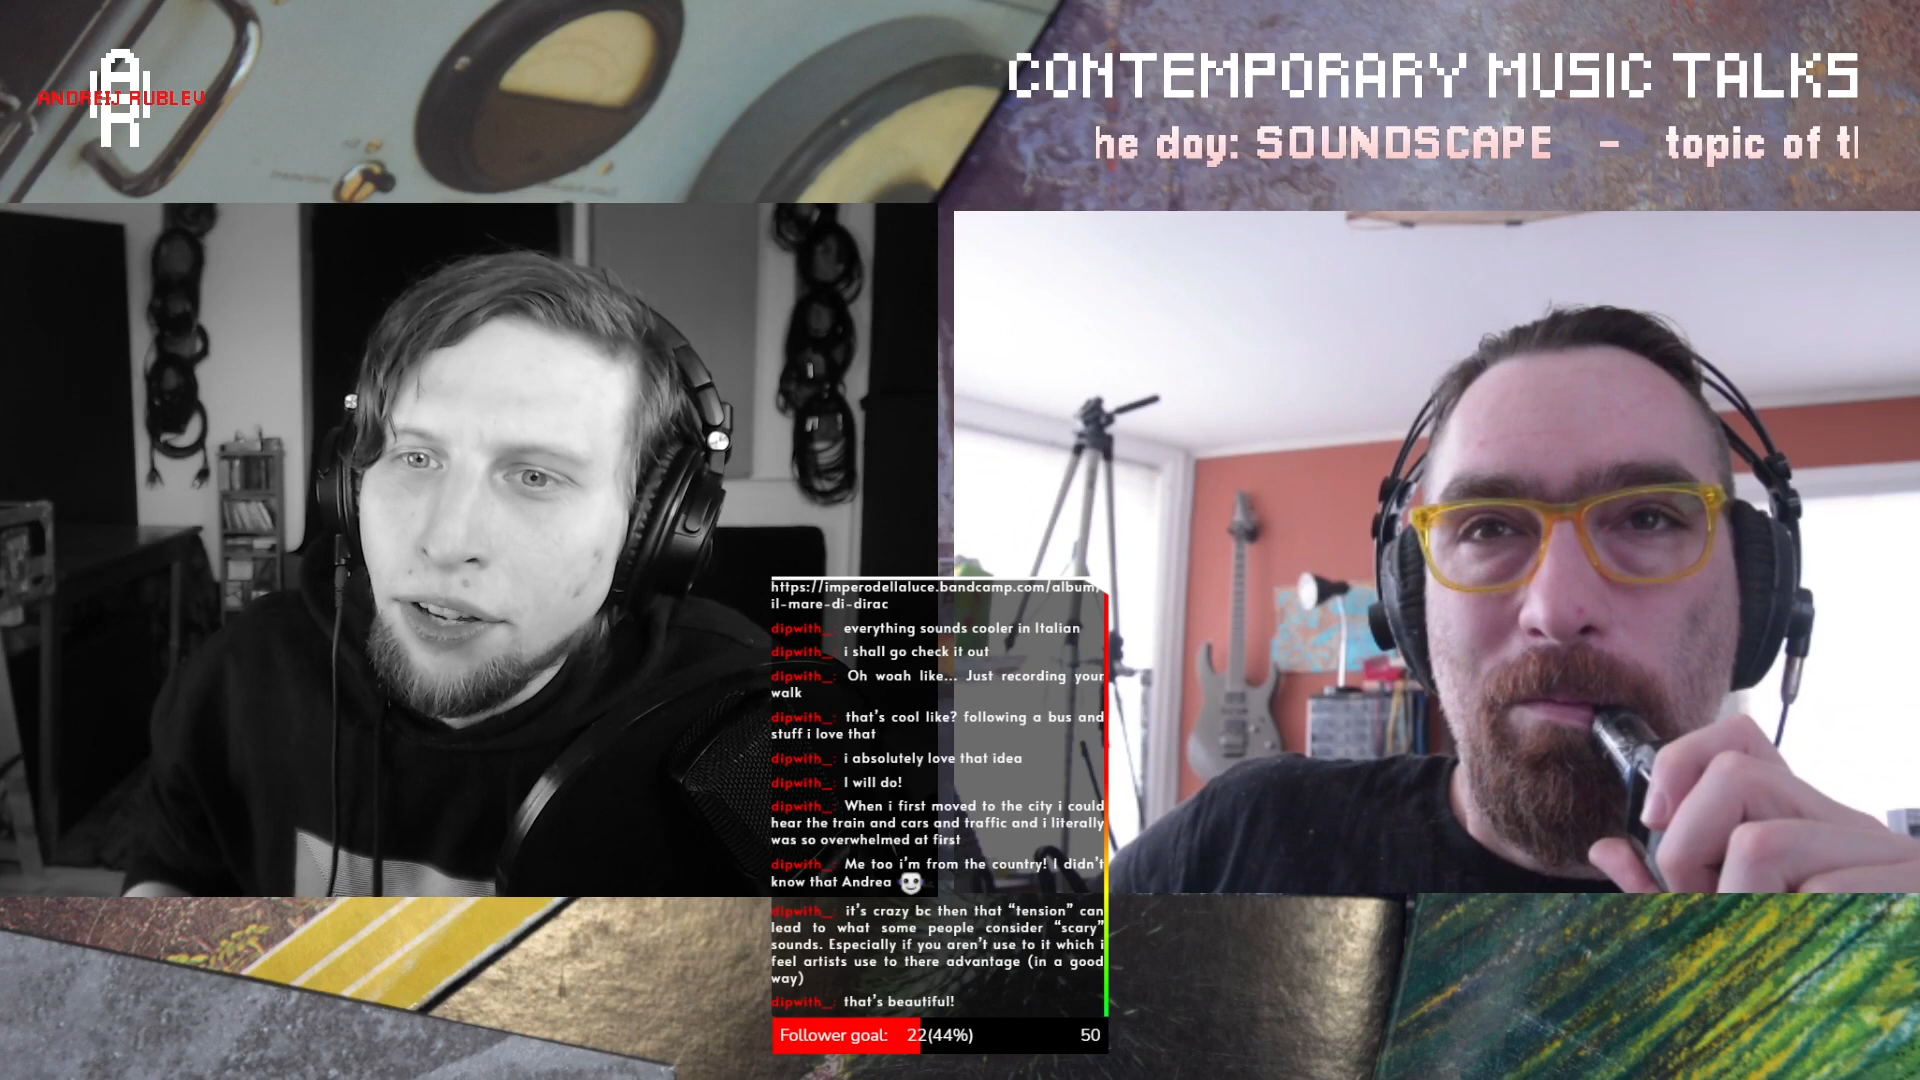 ANDREIJ RUBLEV
CONTEMPORARY MUSIC TALKS
he day: SOUNDSCAPE - topic of t
https://imperodellaluce.bandcamp.com/album/
il-mare-di-dirac
dipwith_: everything sounds cooler in Italian
dipwith_: i shall go check it out
dipwith_: Oh woah like... Just recording your
walk
dipwith_: that's cool like? following a bus and
stuff i love that
dipwith_: i absolutely love that idea
dipwith_: I will do!
dipwith_: When i first moved to the city i could
hear the train and cars and traffic and i literally
was so overwhelmed at first
dipwith_: Me too i'm from the country! I didn't
know that Andrea
dipwith_: it's crazy bc then that "tension" can
lead to what some people consider "scary"
sounds. Especially if you aren't use to it which i
feel artists use to there advantage (in a good
way)
dipwith_: that's beautiful!
Follower goal: 22(44%) 50